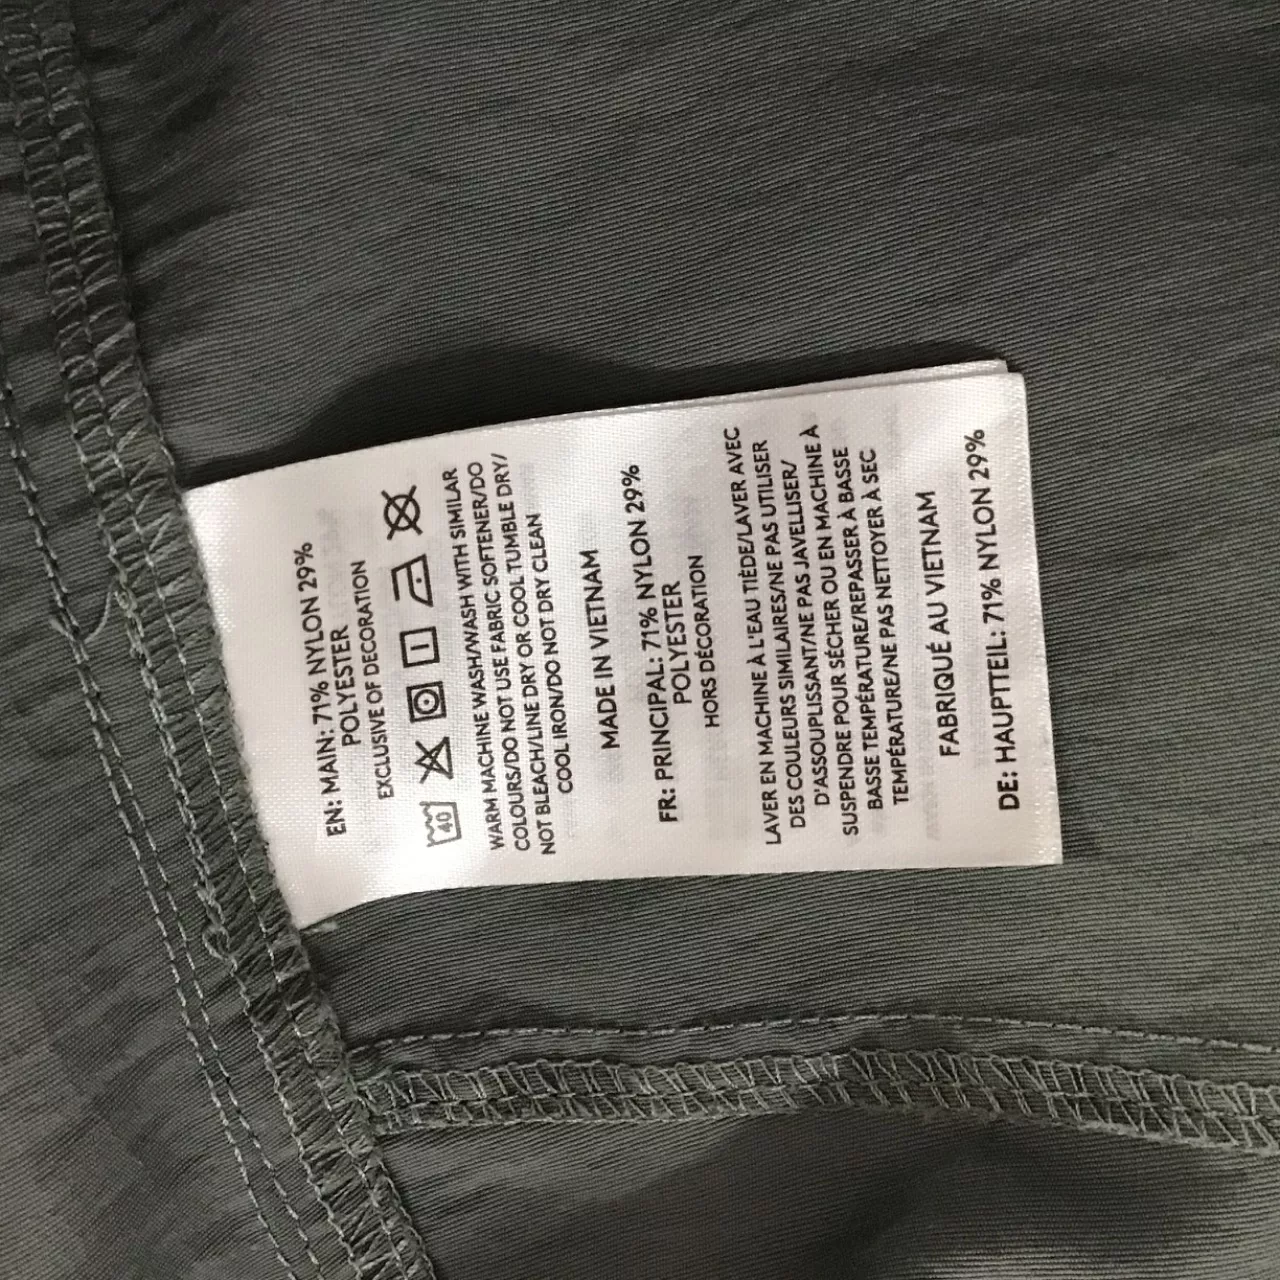 EN: MAIN: 71% NYLON 29%
POLYESTER
EXCLUSIVE OF DECORATION
40
WARM MACHINE WASH/WASH WITH SIMILAR
COLOURS/DO NOT USE FABRIC SOFTENER/DO
NOT BLEACH/LINE DRY OR COOL TUMBLE DRY/
COOL IRON/DO NOT DRY CLEAN
MADE IN VIETNAM
FR: PRINCIPAL: 71% NYLON 29%
POLYESTER
HORS DÉCORATION
LAVER EN MACHINE À L'EAU TIÈDE/LAVER AVEC
DES COULEURS SIMILAIRES/NE PAS UTILISER
D'ASSOUPLISSANT/NE PAS JAVELLISER/
SUSPENDRE POUR SÉCHER OU EN MACHINE À
BASSE TEMPÉRATURE/REPASSER À BASSE
TEMPÉRATURE/NE PAS NETTOYER À SEC
FABRIQUÉ AU VIETNAM
DE: HAUPTTEIL: 71% NYLON 29%